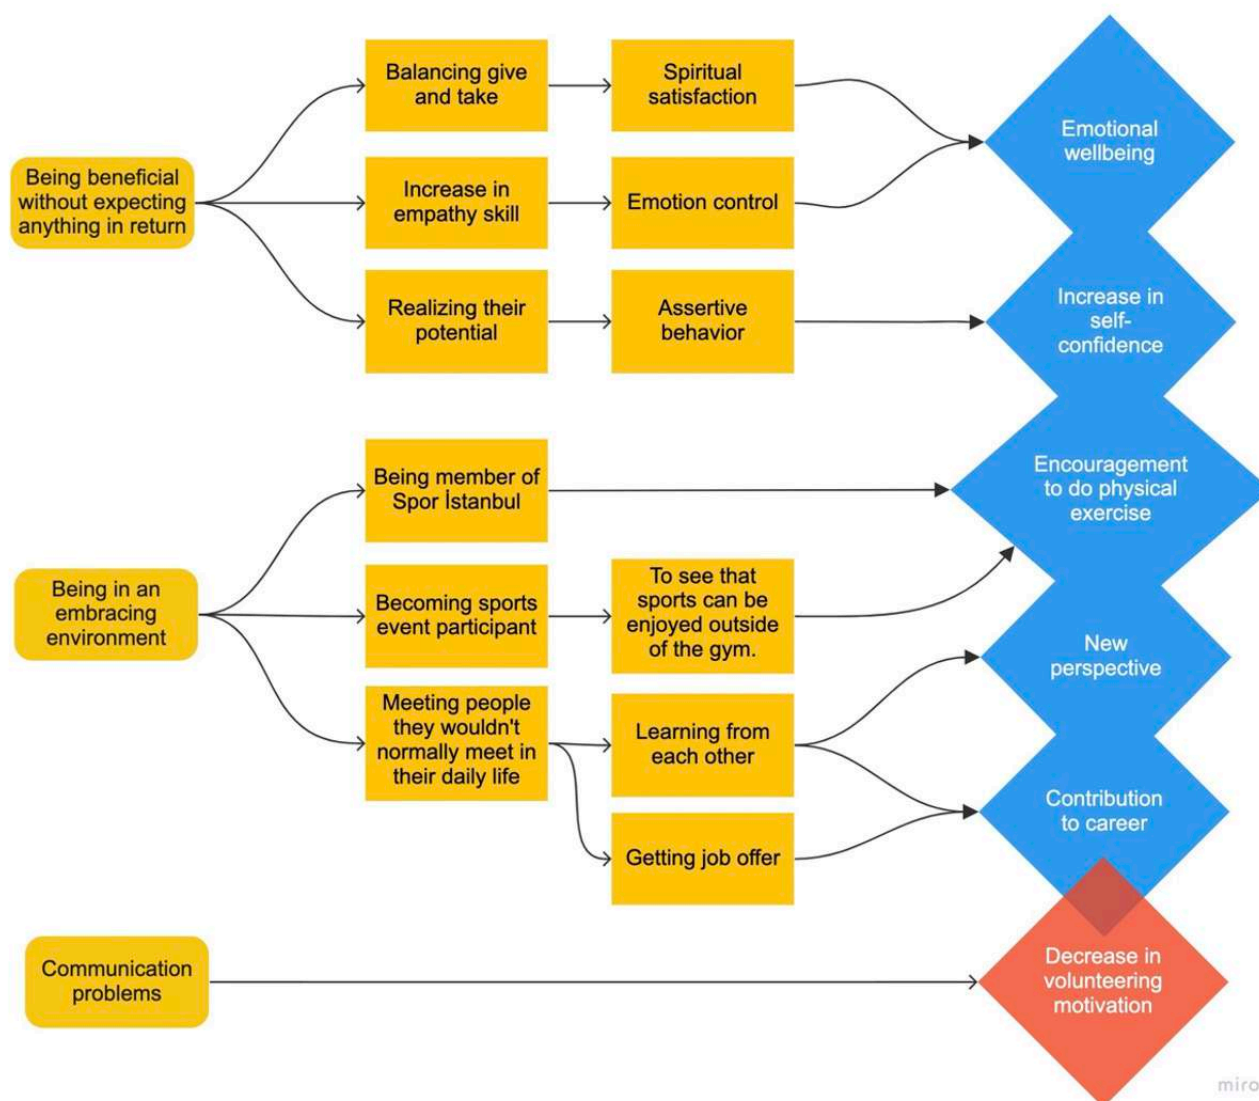 Balancing give
and take
Spiritual
satisfaction
Emotional
wellbeing
Being beneficial
without expecting
anything in return
Increase in
empathy skill
Emotion control
Realizing their
potential
Assertive
behavior
Increase in
self-
confidence
Being member of
Spor İstanbul
Encouragement
to do physical
exercise
Being in an
embracing
environment
Becoming sports
event participant
To see that
sports can be
enjoyed outside
of the gym.
New
perspective
Meeting people
they wouldn't
normally meet in
their daily life
Learning from
each other
Contribution
to career
Getting job offer
Communication
problems
Decrease in
volunteering
motivation
miro